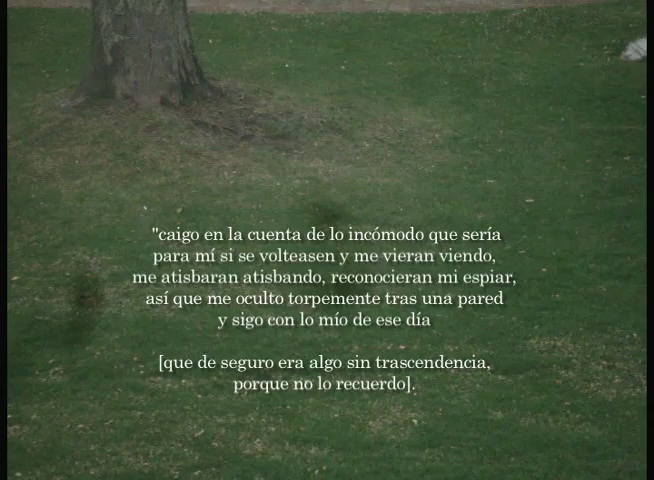 "caigo en la cuenta de lo incómodo que sería
para mí si se volteasen y me vieran viendo,
me atisbaran atisbando, reconocieran mi espiar,
así que me oculto torpemente tras una pared
y sigo con lo mío de ese día
[que de seguro era algo sin trascendencia,
porque no lo recuerdo].